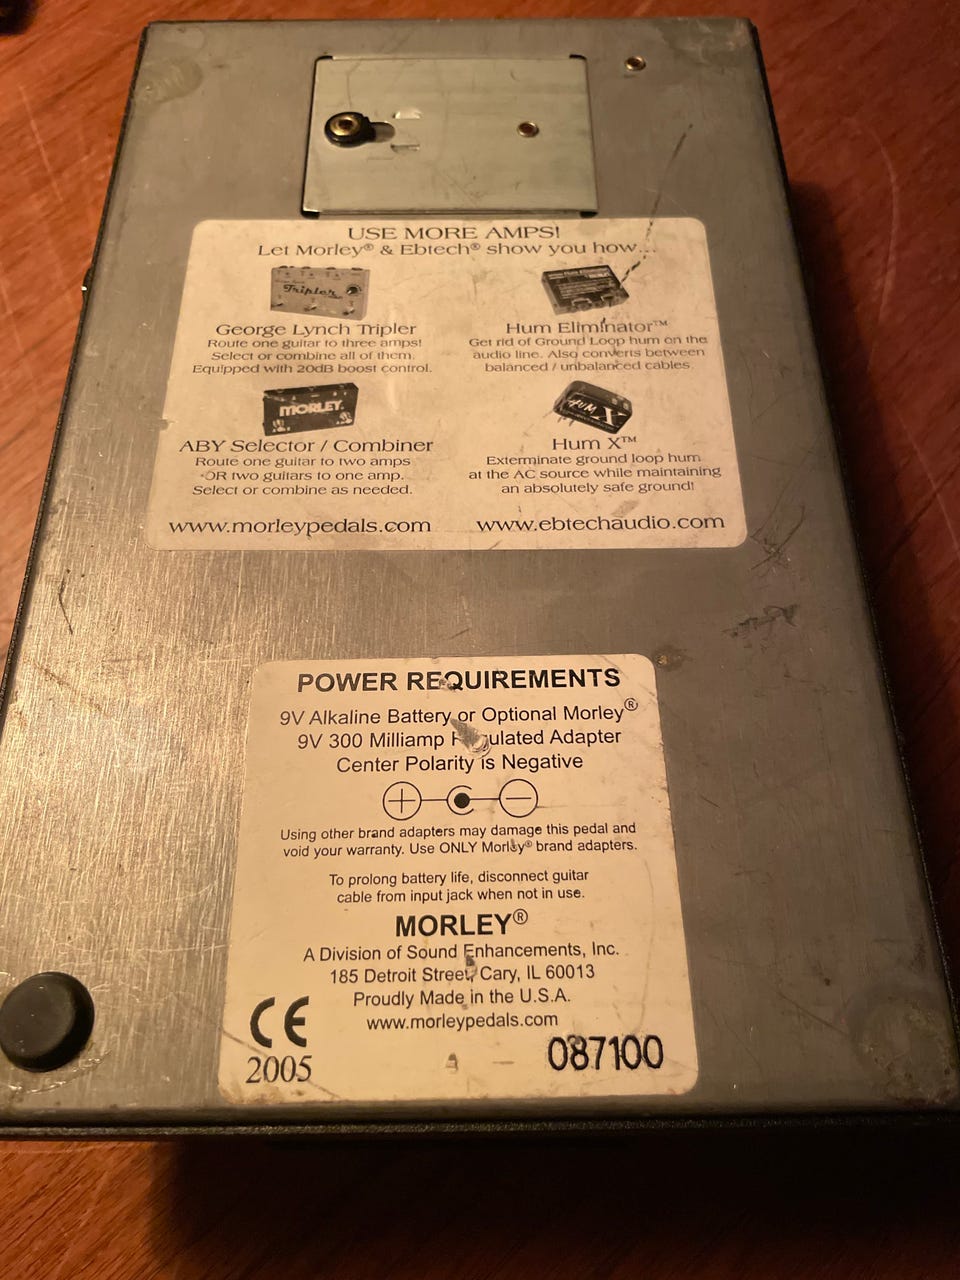 USE MORE AMPS!
Let Morley® & Ebtech® show you how...
Tripler
George Lynch Tripler
Route one guitar to three amps!
Select or combine all of them.
Equipped with 20dB boost control.
Hum Eliminator
Hum Eliminator™
Get rid of Ground Loop hum on the
audio line. Also converts between
balanced / unbalanced cables.
MORLEY
ABY Selector / Combiner
Route one guitar to two amps
-OR two guitars to one amp.
Select or combine as needed.
HUM X
Hum X™
Exterminate ground loop hum
at the AC source while maintaining
an absolutely safe ground!
www.morleypedals.com
www.ebtechaudio.com
POWER REQUIREMENTS
9V Alkaline Battery or Optional Morley®
9V 300 Milliamp Regulated Adapter
Center Polarity is Negative
Using other brand adapters may damage this pedal and
void your warranty. Use ONLY Morley® brand adapters.
To prolong battery life, disconnect guitar
cable from input jack when not in use.
MORLEY®
A Division of Sound Enhancements, Inc.
185 Detroit Street, Cary, IL 60013
Proudly Made in the U.S.A.
www.morleypedals.com
CE
2005
087100